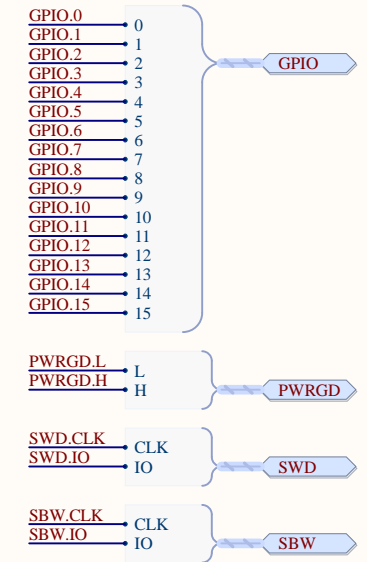 GPIO.0 0
GPIO.1 1
GPIO.2 2
GPIO.3 3 GPIO
GPIO.4 4
GPIO.5 5
GPIO.6 6
GPIO.7 7
GPIO.8 8
GPIO.9 9
GPIO.10 10
GPIO.11 11
GPIO.12 12
GPIO.13 13
GPIO.14 14
GPIO.15 15
PWRGD.L L
PWRGD.H H PWRGD
SWD.CLK CLK
SWD.IO IO SWD
SBW.CLK CLK
SBW.IO IO SBW